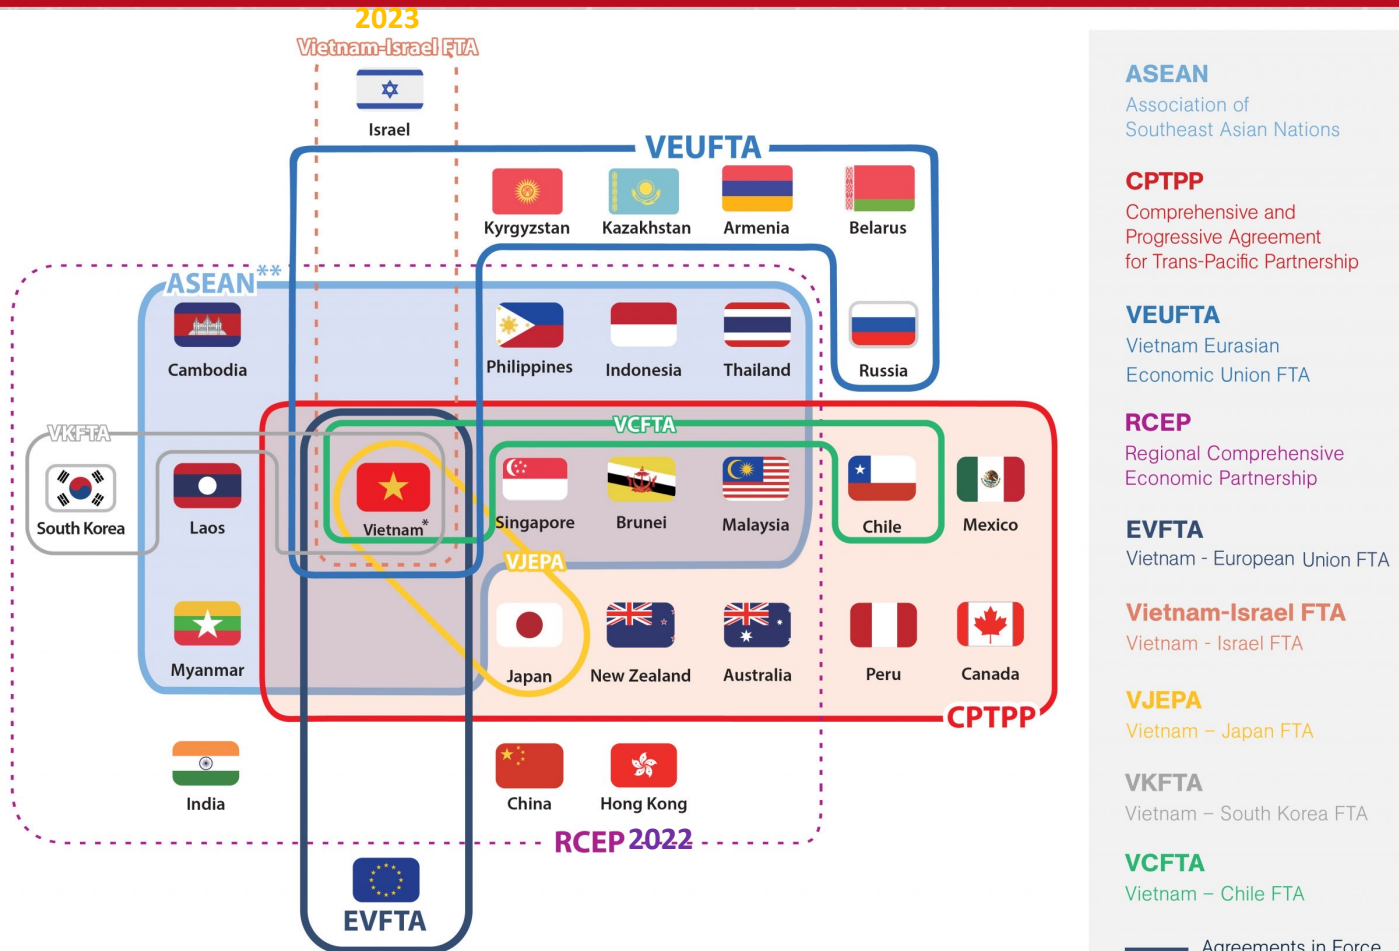 2023
Vietnam-Israel FTA
Israel
VEUFTA
Kyrgyzstan
Kazakhstan
Armenia
Belarus
ASEAN**
Cambodia
Philippines
Indonesia
Thailand
Russia
VKFTA
VCFTA
South Korea
Laos
Vietnam*
Singapore
Brunei
Malaysia
Chile
Mexico
VJEPA
Myanmar
Japan
New Zealand
Australia
Peru
Canada
CPTPP
India
China
Hong Kong
RCEP 2022
EVFTA
ASEAN
Association of
Southeast Asian Nations
CPTPP
Comprehensive and
Progressive Agreement
for Trans-Pacific Partnership
VEUFTA
Vietnam Eurasian
Economic Union FTA
RCEP
Regional Comprehensive
Economic Partnership
EVFTA
Vietnam - European Union FTA
Vietnam-Israel FTA
Vietnam - Israel FTA
VJEPA
Vietnam – Japan FTA
VKFTA
Vietnam – South Korea FTA
VCFTA
Vietnam – Chile FTA
Agreements in Force